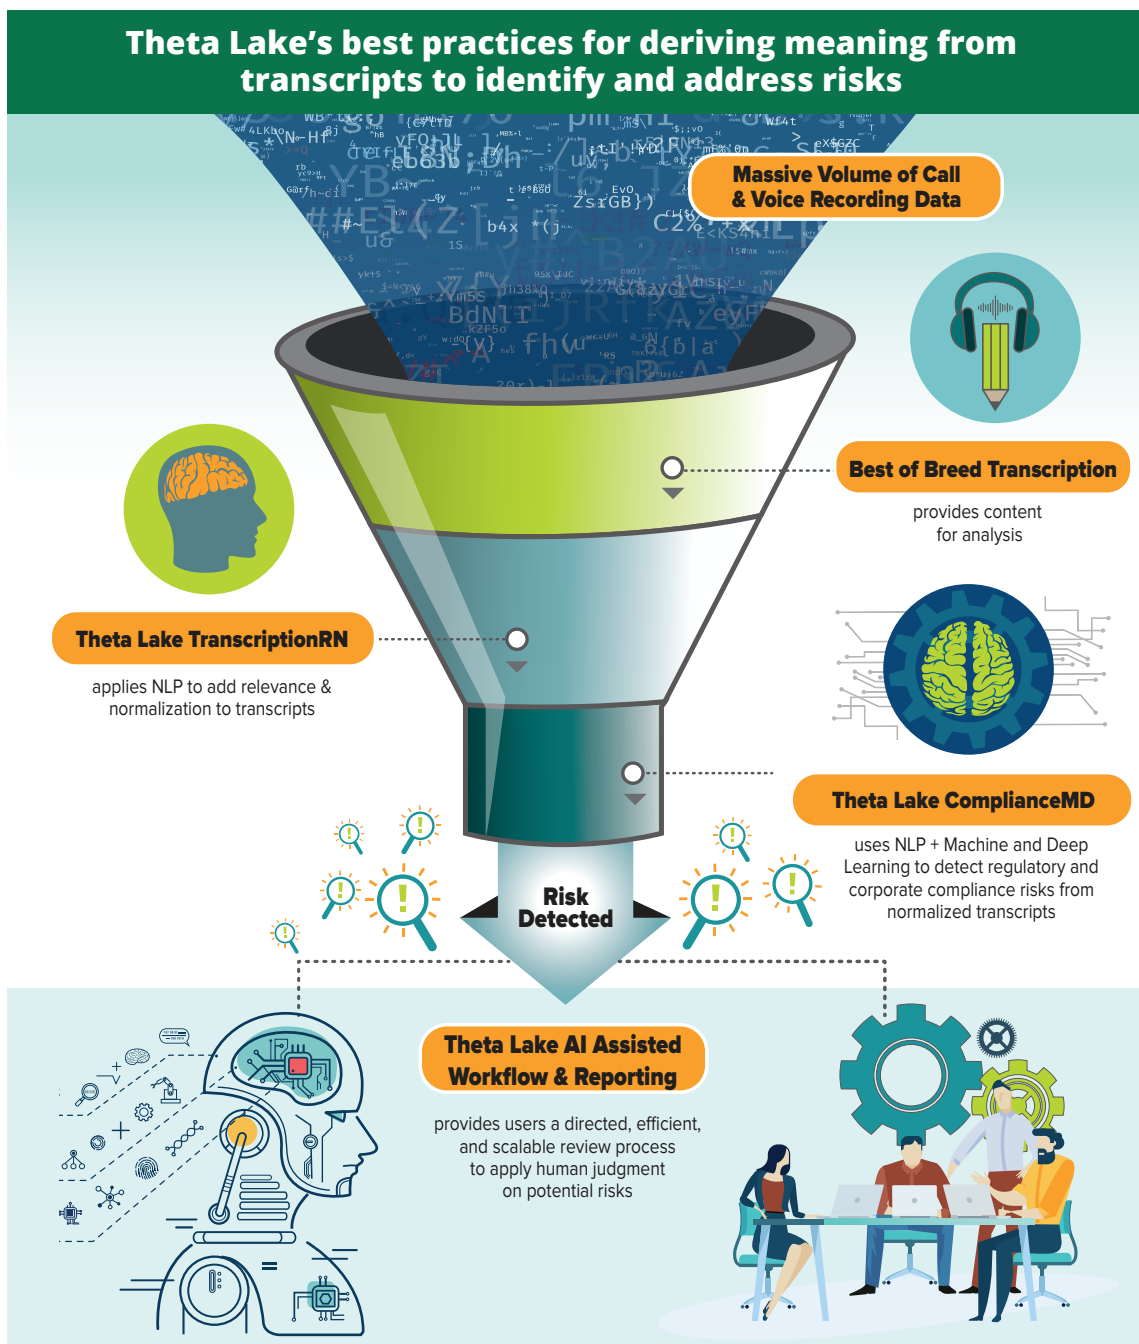 Theta Lake’s best practices for deriving meaning from
transcripts to identify and address risks
Massive Volume of Call
& Voice Recording Data
Best of Breed Transcription
provides content
for analysis
Theta Lake TranscriptionRN
applies NLP to add relevance &
normalization to transcripts
Theta Lake ComplianceMD
uses NLP + Machine and Deep
Learning to detect regulatory and
corporate compliance risks from
normalized transcripts
Risk
Detected
Theta Lake AI Assisted
Workflow & Reporting
provides users a directed, efficient,
and scalable review process
to apply human judgment
on potential risks